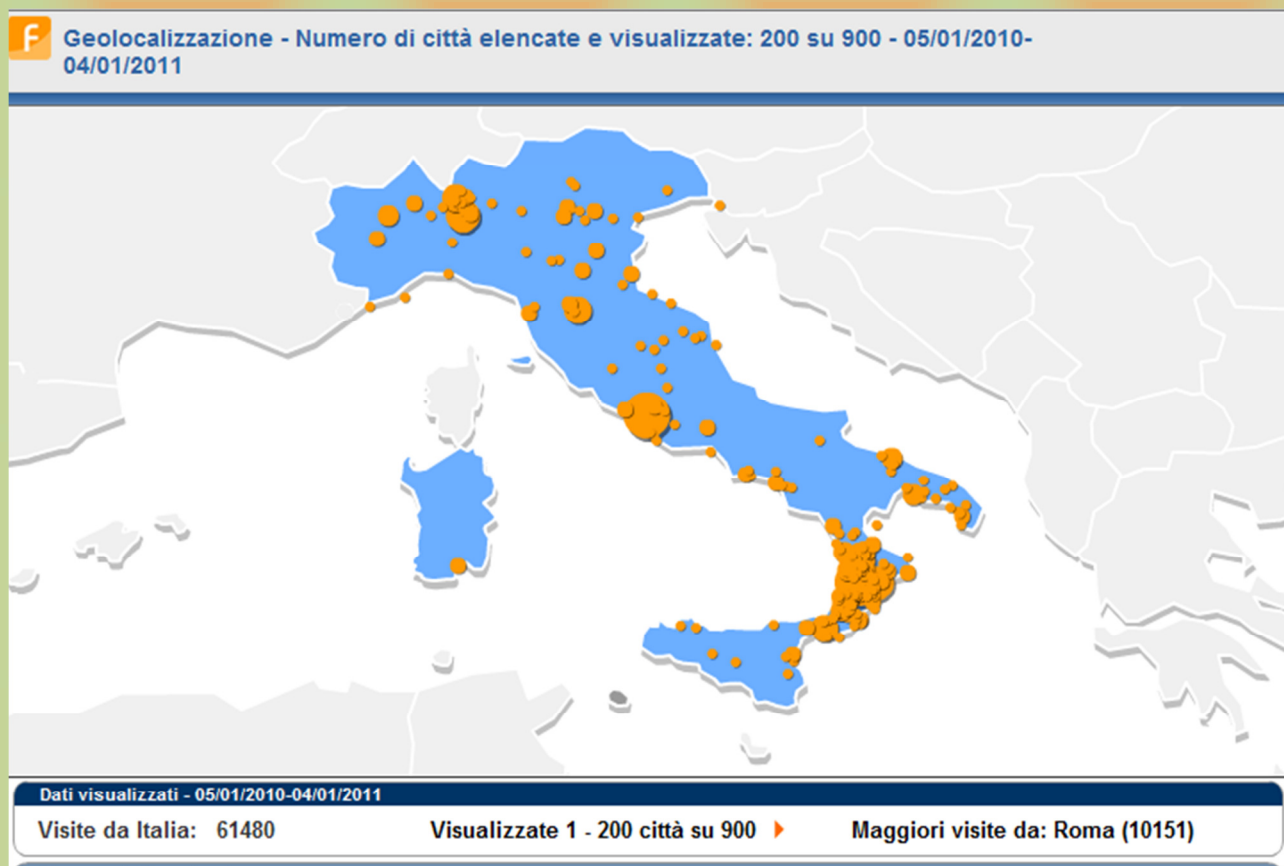 F
Geolocalizzazione - Numero di città elencate e visualizzate: 200 su 900 - 05/01/2010-
04/01/2011
Dati visualizzati - 05/01/2010-04/01/2011
Visite da Italia: 61480 Visualizzate 1 - 200 città su 900 Maggiori visite da: Roma (10151)